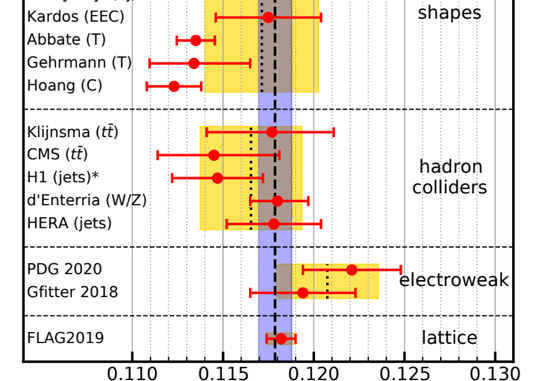 shapes
Kardos (EEC)
Abbate (T)
Gehrmann (T)
Hoang (C)
Klijnsma (tt̄)
CMS (tt̄)
H1 (jets)*
d'Enterria (W/Z)
HERA (jets)
hadron
colliders
PDG 2020
Gfitter 2018
electroweak
FLAG2019
lattice
0.110 0.115 0.120 0.125 0.130